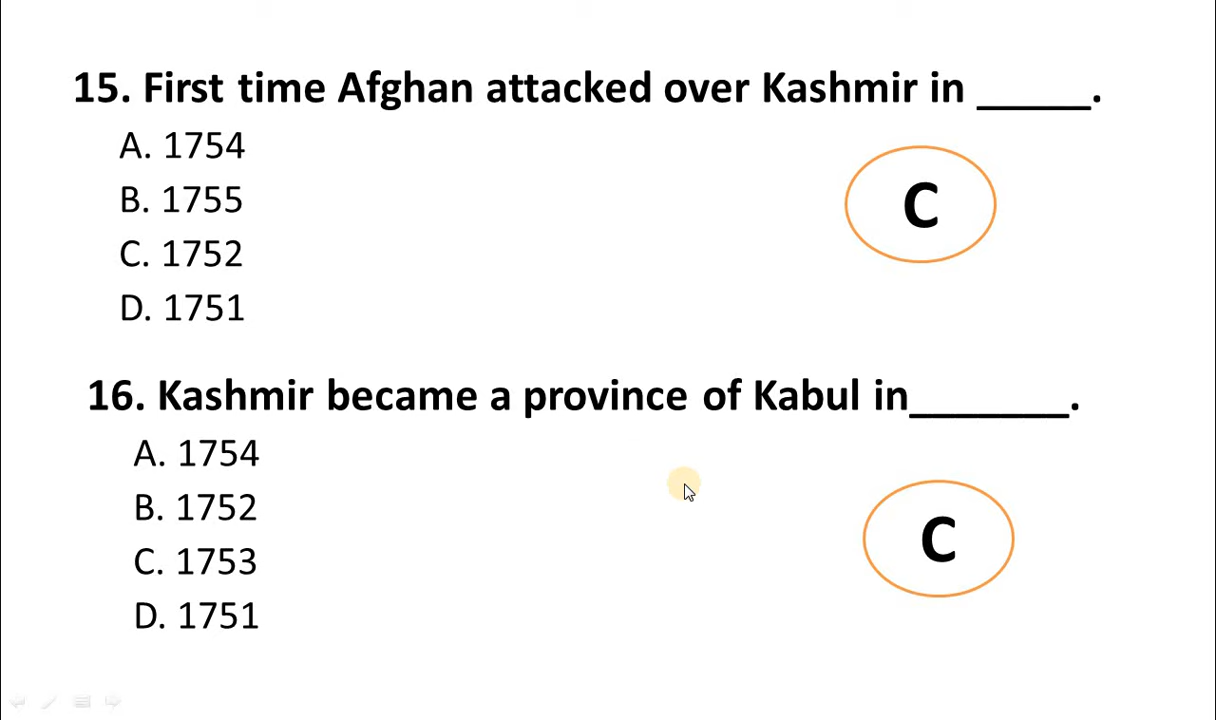 15. First time Afghan attacked over Kashmir in _____.
A. 1754
B. 1755
C. 1752
D. 1751
C
16. Kashmir became a province of Kabul in_______.
A. 1754
B. 1752
C. 1753
D. 1751
C